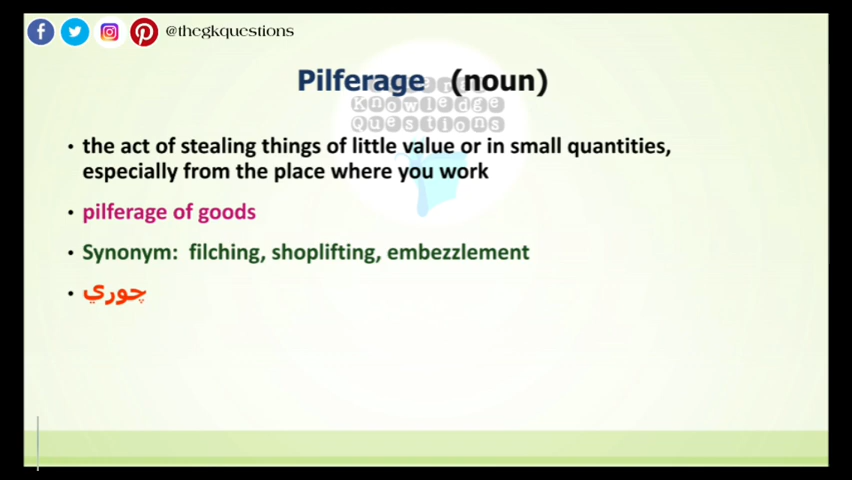 @thegkquestions
Pilferage (noun)
General
Knowledge
Questions
• the act of stealing things of little value or in small quantities,
especially from the place where you work
• pilferage of goods
• Synonym: filching, shoplifting, embezzlement
• چوري